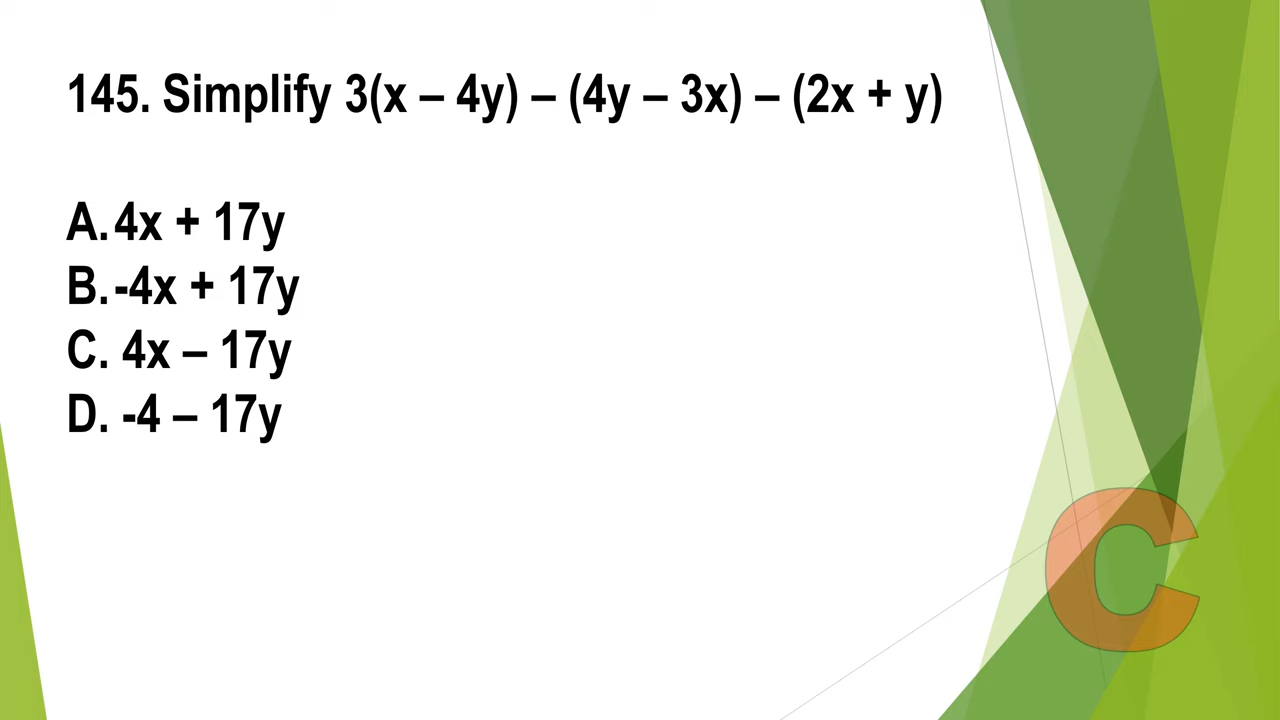 145. Simplify 3(x – 4y) – (4y – 3x) – (2x + y)
A. 4x + 17y
B. -4x + 17y
C. 4x – 17y
D. -4 – 17y
C